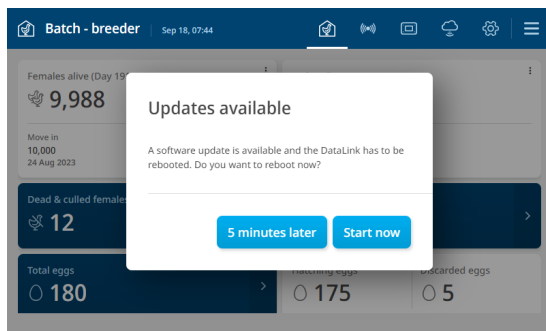 Batch - breeder
Sep 18, 07:44
Females alive (Day 19
9,988
Move in
10,000
24 Aug 2023
Updates available
A software update is available and the DataLink has to be
rebooted. Do you want to reboot now?
5 minutes later
Start now
Dead & culled females
12
Total eggs
180
Hatching eggs
175
Discarded eggs
5